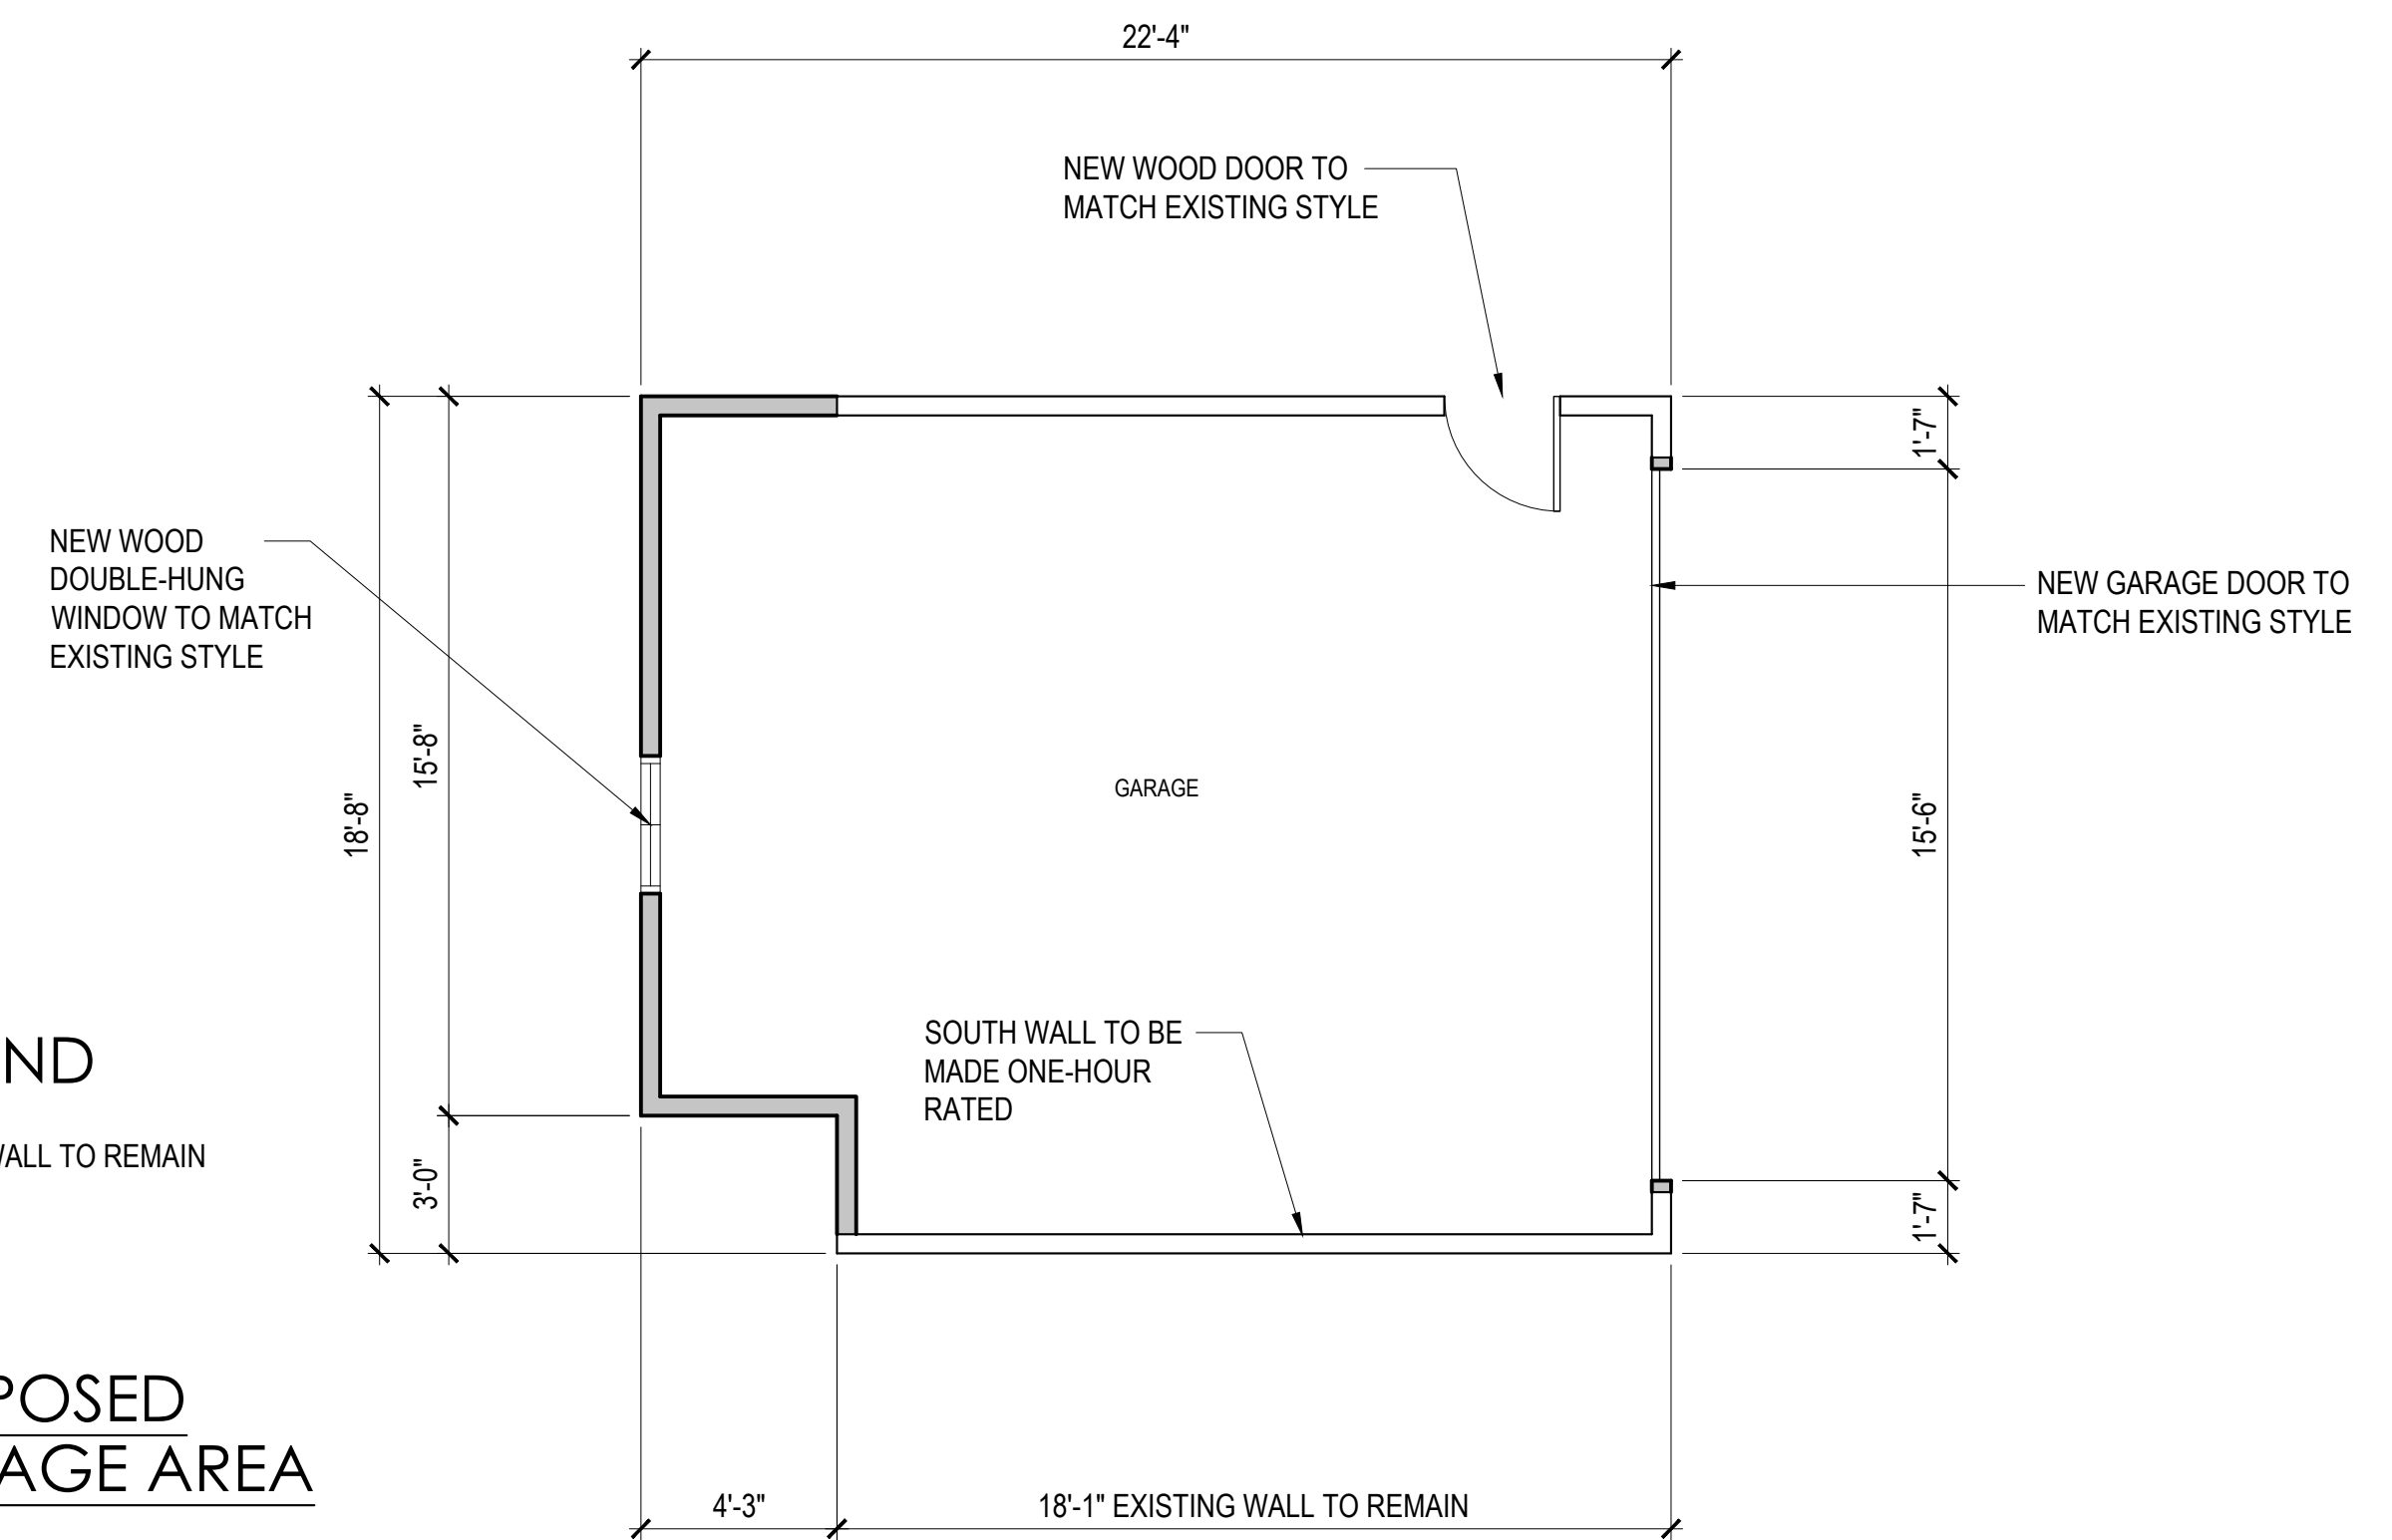 22'-4"
NEW WOOD DOOR TO
MATCH EXISTING STYLE
1'-7"
NEW WOOD
DOUBLE-HUNG
WINDOW TO MATCH
EXISTING STYLE
NEW GARAGE DOOR TO
MATCH EXISTING STYLE
15'-8"
18'-8"
GARAGE
15'-6"
SOUTH WALL TO BE
MADE ONE-HOUR
RATED
ND
WALL TO REMAIN
3'-0"
1'-7"
POSED
AGE AREA
4'-3"
18'-1" EXISTING WALL TO REMAIN